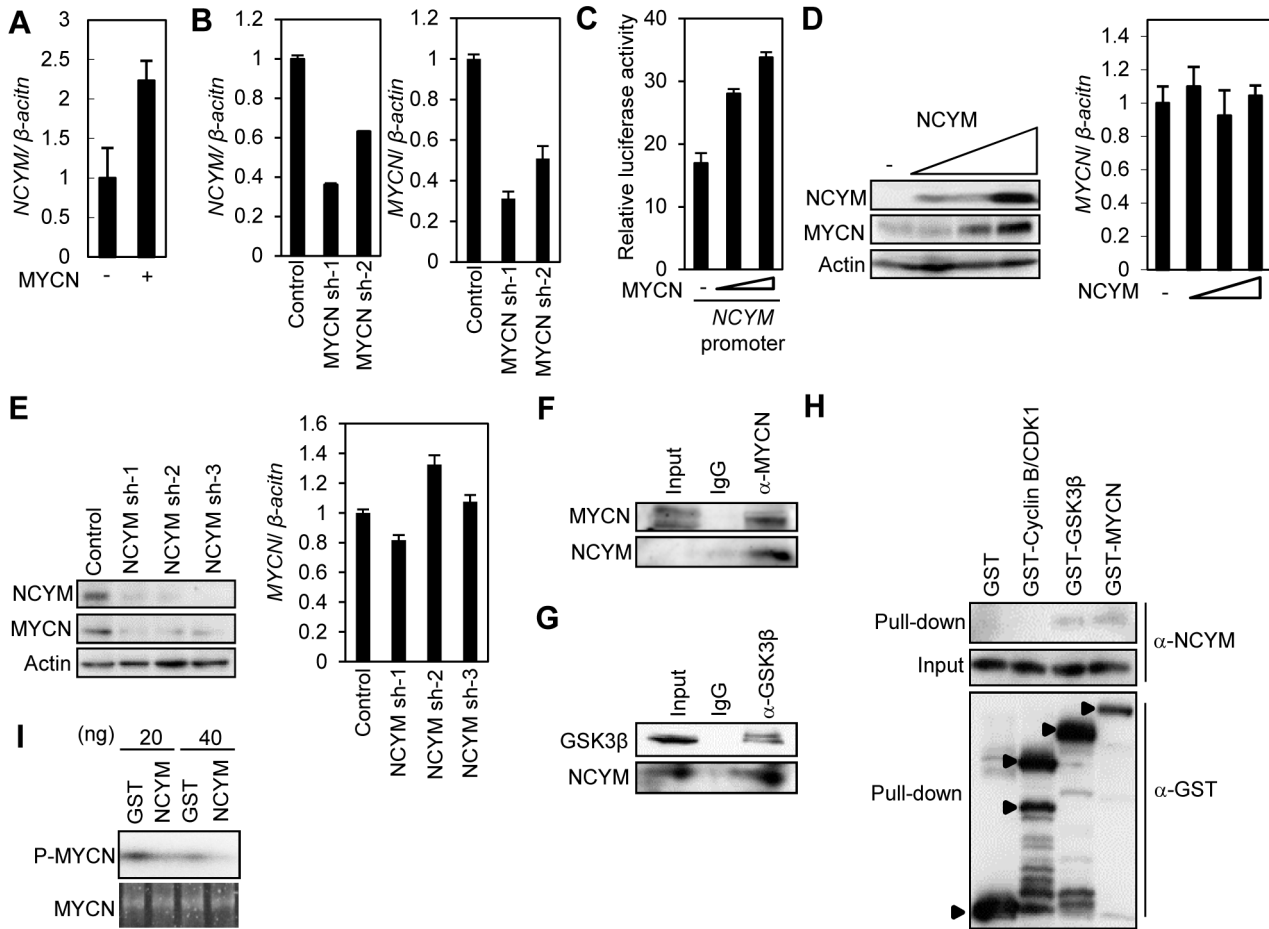 A
NCYM/ β-acitn
3
2.5
2
1.5
1
0.5
0
MYCN - +
B
NCYM/ β-acitn
1.2
1
0.8
0.6
0.4
0.2
0
Control
MYCN sh-1
MYCN sh-2
MYCN/ β-acitn
1.2
1
0.8
0.6
0.4
0.2
0
Control
MYCN sh-1
MYCN sh-2
C
Relative luciferase activity
40
30
20
10
0
MYCN -
NCYM
promoter
D
NCYM
-
NCYM
MYCN
Actin
MYCN/ β-acitn
1.4
1.2
1
0.8
0.6
0.4
0.2
0
NCYM -
E
Control
NCYM sh-1
NCYM sh-2
NCYM sh-3
NCYM
MYCN
Actin
MYCN/ β-acitn
1.6
1.4
1.2
1
0.8
0.6
0.4
0.2
0
Control
NCYM sh-1
NCYM sh-2
NCYM sh-3
F
Input
IgG
α-MYCN
MYCN
NCYM
G
Input
IgG
α-GSK3β
GSK3β
NCYM
H
GST
GST-Cyclin B/CDK1
GST-GSK3β
GST-MYCN
Pull-down
Input
α-NCYM
Pull-down
α-GST
I
(ng) 20 40
GST
NCYM
GST
NCYM
P-MYCN
MYCN